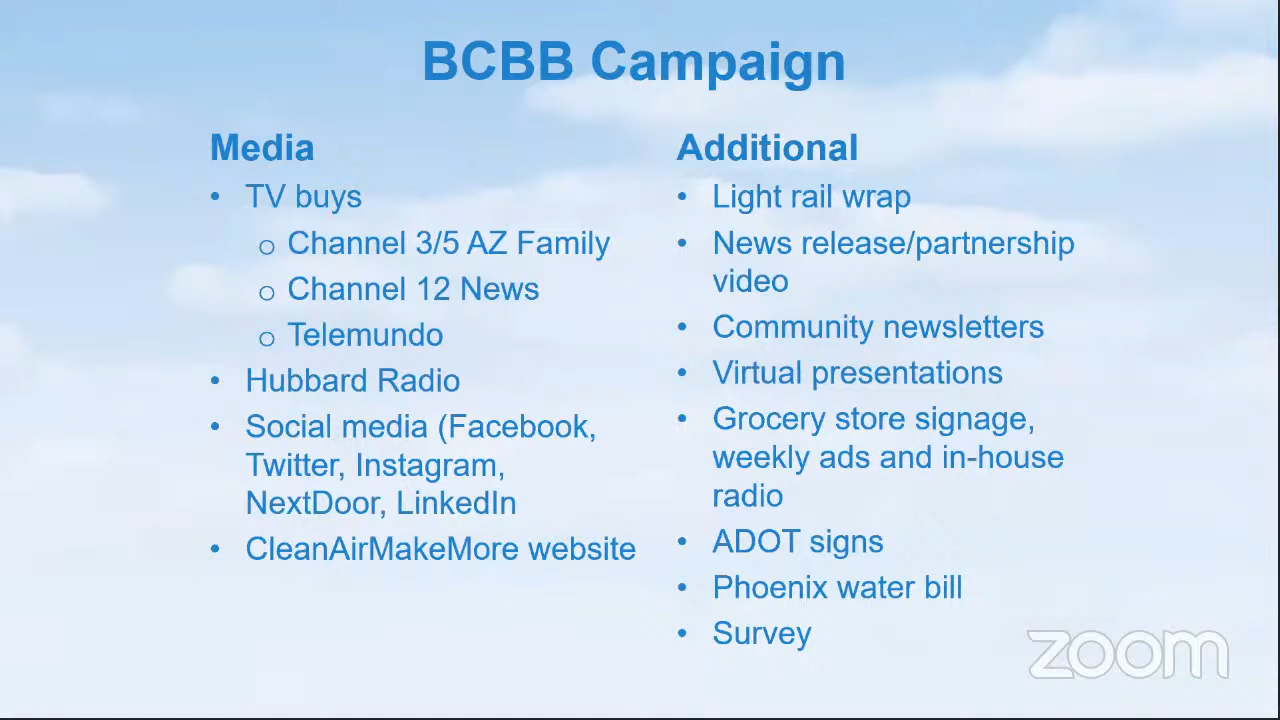 BCBB Campaign
Media
• TV buys
o Channel 3/5 AZ Family
o Channel 12 News
o Telemundo
• Hubbard Radio
• Social media (Facebook,
Twitter, Instagram,
NextDoor, LinkedIn
• CleanAirMakeMore website
Additional
• Light rail wrap
• News release/partnership
video
• Community newsletters
• Virtual presentations
• Grocery store signage,
weekly ads and in-house
radio
• ADOT signs
• Phoenix water bill
• Survey
zoom